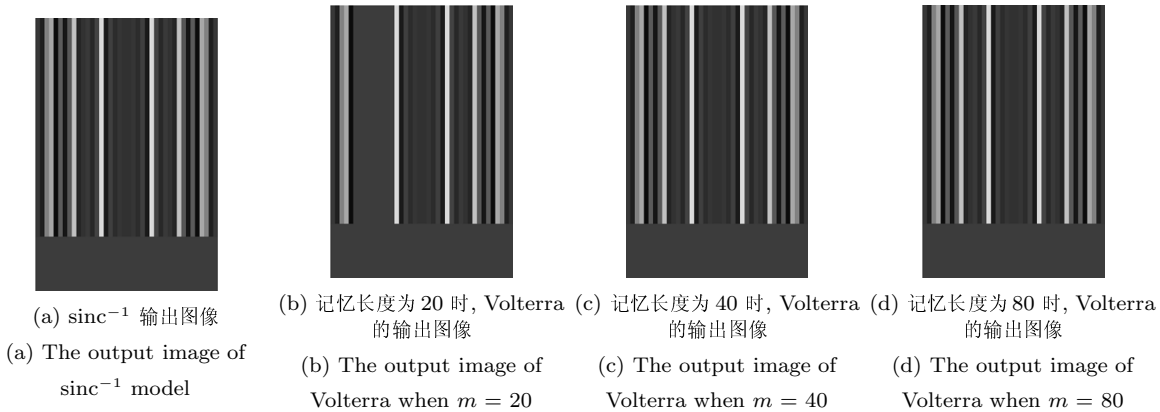 (a) sinc⁻¹ 输出图像
(a) The output image of
sinc⁻¹ model
(b) 记忆长度为 20 时, Volterra
的输出图像
(b) The output image of
Volterra when m = 20
(c) 记忆长度为 40 时, Volterra
的输出图像
(c) The output image of
Volterra when m = 40
(d) 记忆长度为 80 时, Volterra
的输出图像
(d) The output image of
Volterra when m = 80